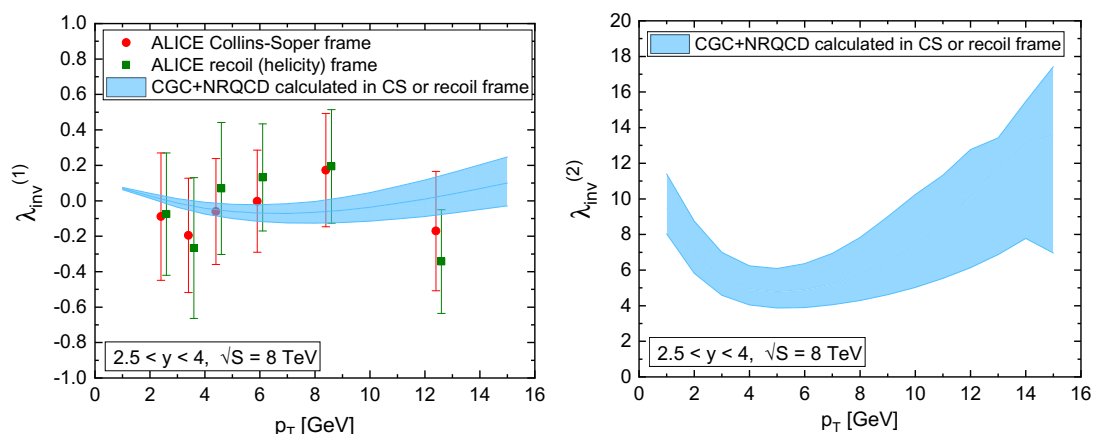 1.0
0.8
0.6
0.4
0.2
0.0
-0.2
-0.4
-0.6
-0.8
-1.0
λinv(1)
ALICE Collins-Soper frame
ALICE recoil (helicity) frame
CGC+NRQCD calculated in CS or recoil frame
2.5 < y < 4, √S = 8 TeV
0 2 4 6 8 10 12 14 16
pT [GeV]
20
18
16
14
12
10
8
6
4
2
0
λinv(2)
CGC+NRQCD calculated in CS or recoil frame
2.5 < y < 4, √S = 8 TeV
0 2 4 6 8 10 12 14 16
pT [GeV]